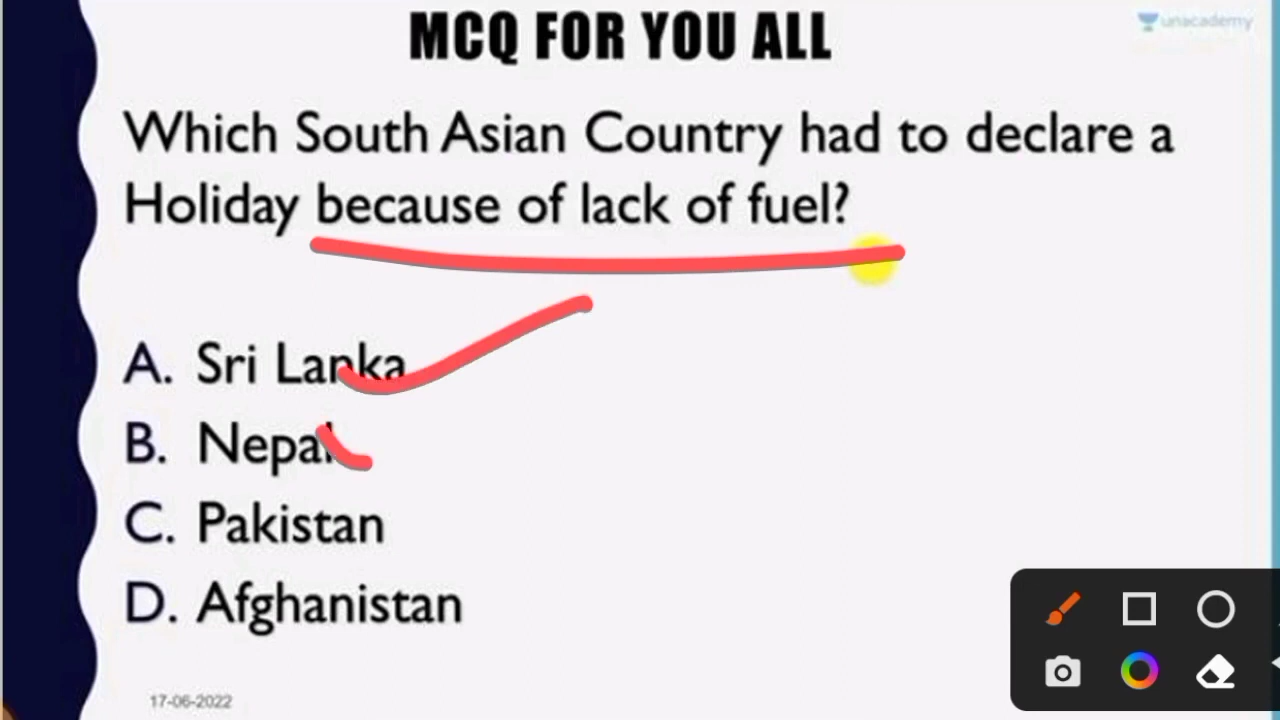 MCQ FOR YOU ALL
unacademy
Which South Asian Country had to declare a
Holiday because of lack of fuel?
A. Sri Lanka
B. Nepal
C. Pakistan
D. Afghanistan
17-06-2022